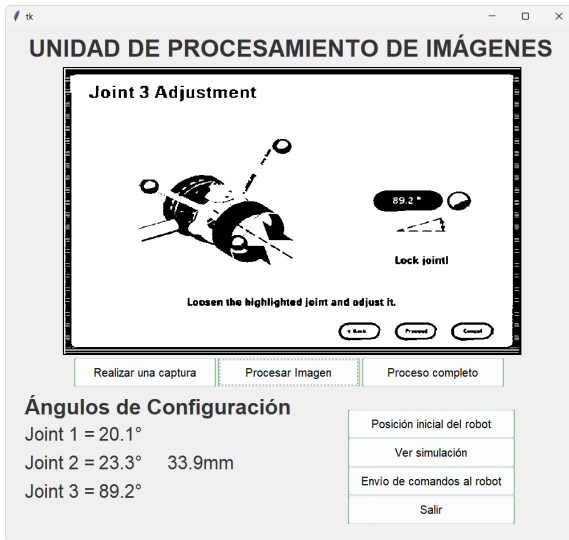 tk
UNIDAD DE PROCESAMIENTO DE IMÁGENES
Joint 3 Adjustment
89.2 °
Lock joint!
Loosen the highlighted joint and adjust it.
< Back Proceed Cancel
Realizar una captura Procesar Imagen Proceso completo
Ángulos de Configuración
Joint 1 = 20.1°
Joint 2 = 23.3° 33.9mm
Joint 3 = 89.2°
Posición inicial del robot
Ver simulación
Envío de comandos al robot
Salir